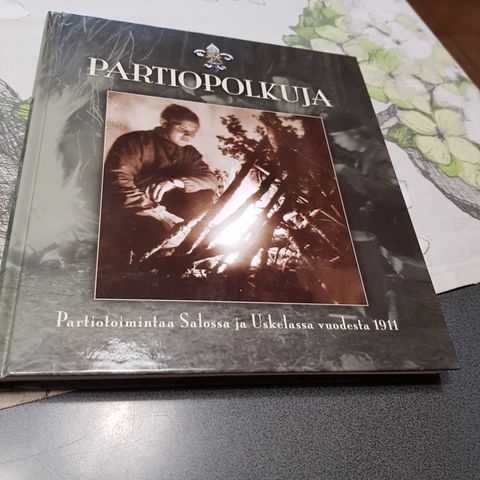 PARTIOPOLKUJA
Partiotoimintaa Salossa ja Uskelassa vuodesta 1911